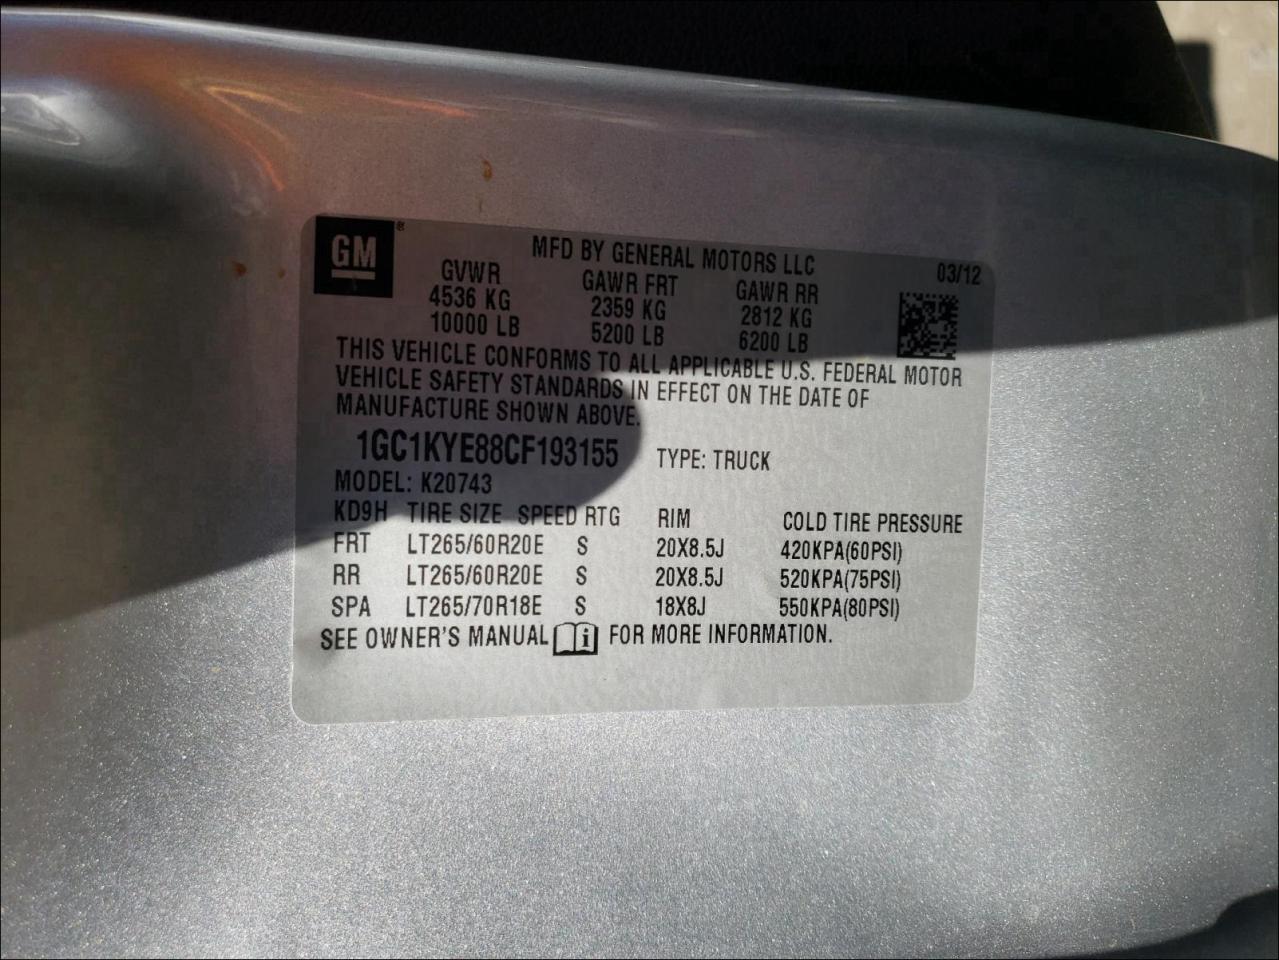 GM ®
MFD BY GENERAL MOTORS LLC 03/12
GVWR GAWR FRT GAWR RR
4536 KG 2359 KG 2812 KG
10000 LB 5200 LB 6200 LB
THIS VEHICLE CONFORMS TO ALL APPLICABLE U.S. FEDERAL MOTOR
VEHICLE SAFETY STANDARDS IN EFFECT ON THE DATE OF
MANUFACTURE SHOWN ABOVE.
1GC1KYE88CF193155 TYPE: TRUCK
MODEL: K20743
KD9H TIRE SIZE SPEED RTG RIM COLD TIRE PRESSURE
FRT LT265/60R20E S 20X8.5J 420KPA(60PSI)
RR LT265/60R20E S 20X8.5J 520KPA(75PSI)
SPA LT265/70R18E S 18X8J 550KPA(80PSI)
SEE OWNER'S MANUAL i FOR MORE INFORMATION.